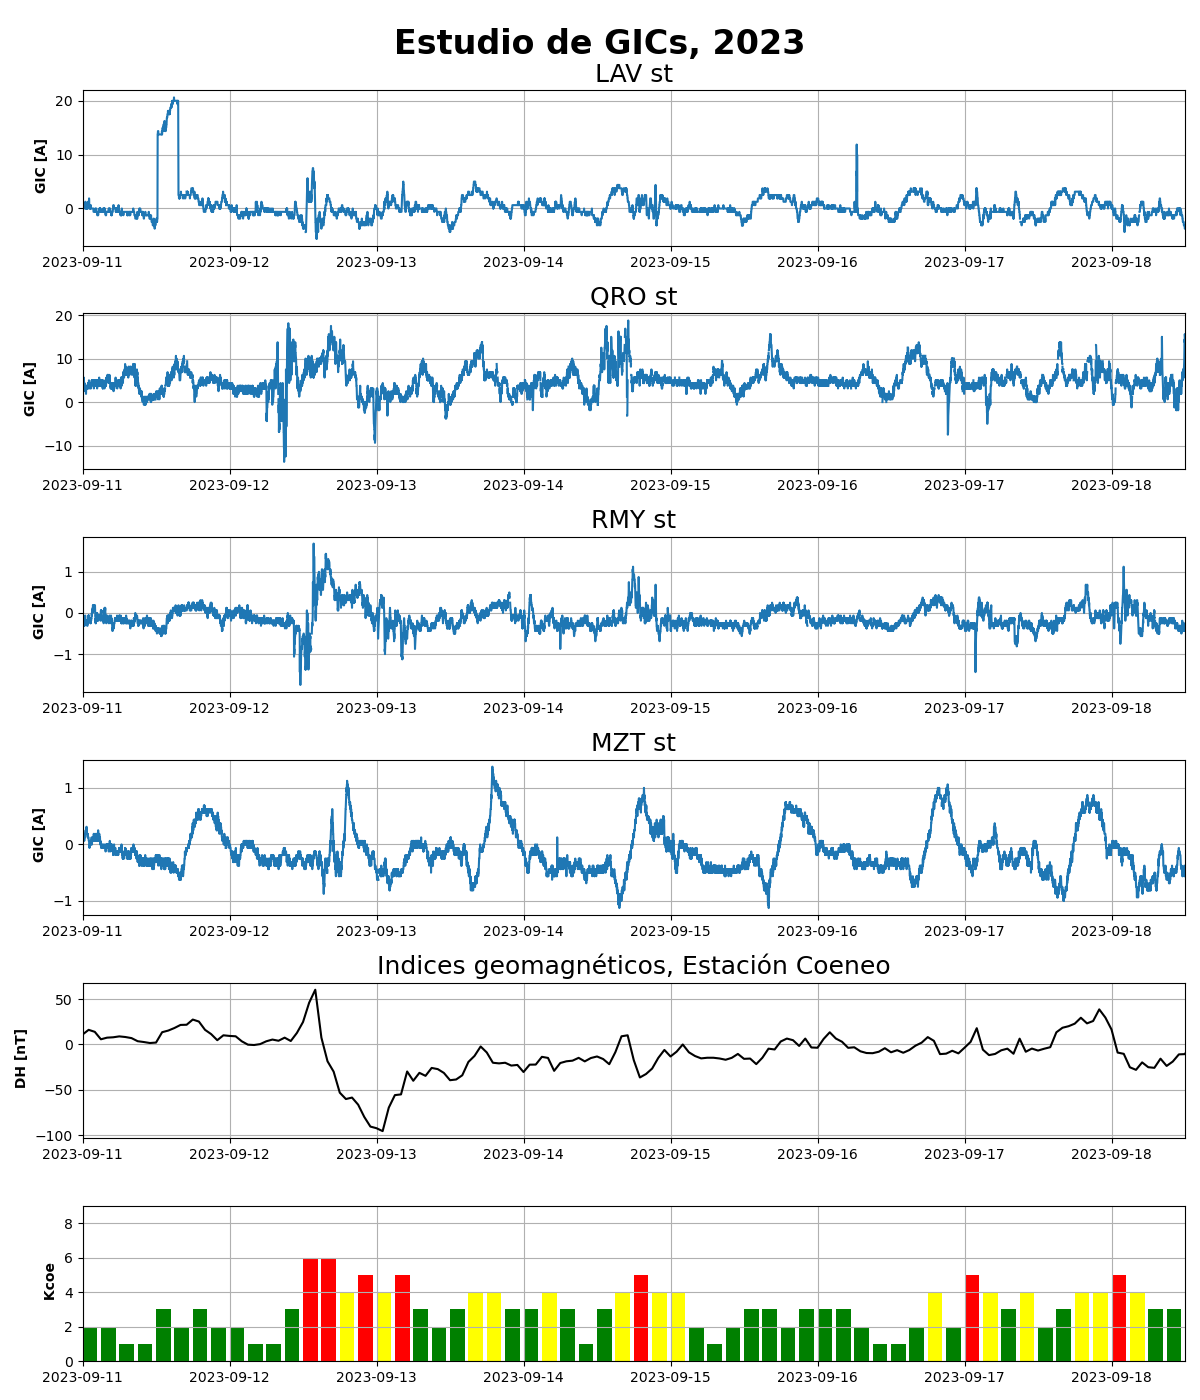 Estudio de GICs, 2023
LAV st
GIC [A]
20
10
0
2023-09-11 2023-09-12 2023-09-13 2023-09-14 2023-09-15 2023-09-16 2023-09-17 2023-09-18
QRO st
GIC [A]
20
10
0
−10
2023-09-11 2023-09-12 2023-09-13 2023-09-14 2023-09-15 2023-09-16 2023-09-17 2023-09-18
RMY st
GIC [A]
1
0
−1
2023-09-11 2023-09-12 2023-09-13 2023-09-14 2023-09-15 2023-09-16 2023-09-17 2023-09-18
MZT st
GIC [A]
1
0
−1
2023-09-11 2023-09-12 2023-09-13 2023-09-14 2023-09-15 2023-09-16 2023-09-17 2023-09-18
Indices geomagnéticos, Estación Coeneo
DH [nT]
50
0
−50
−100
2023-09-11 2023-09-12 2023-09-13 2023-09-14 2023-09-15 2023-09-16 2023-09-17 2023-09-18
Kcoe
8
6
4
2
0
2023-09-11 2023-09-12 2023-09-13 2023-09-14 2023-09-15 2023-09-16 2023-09-17 2023-09-18